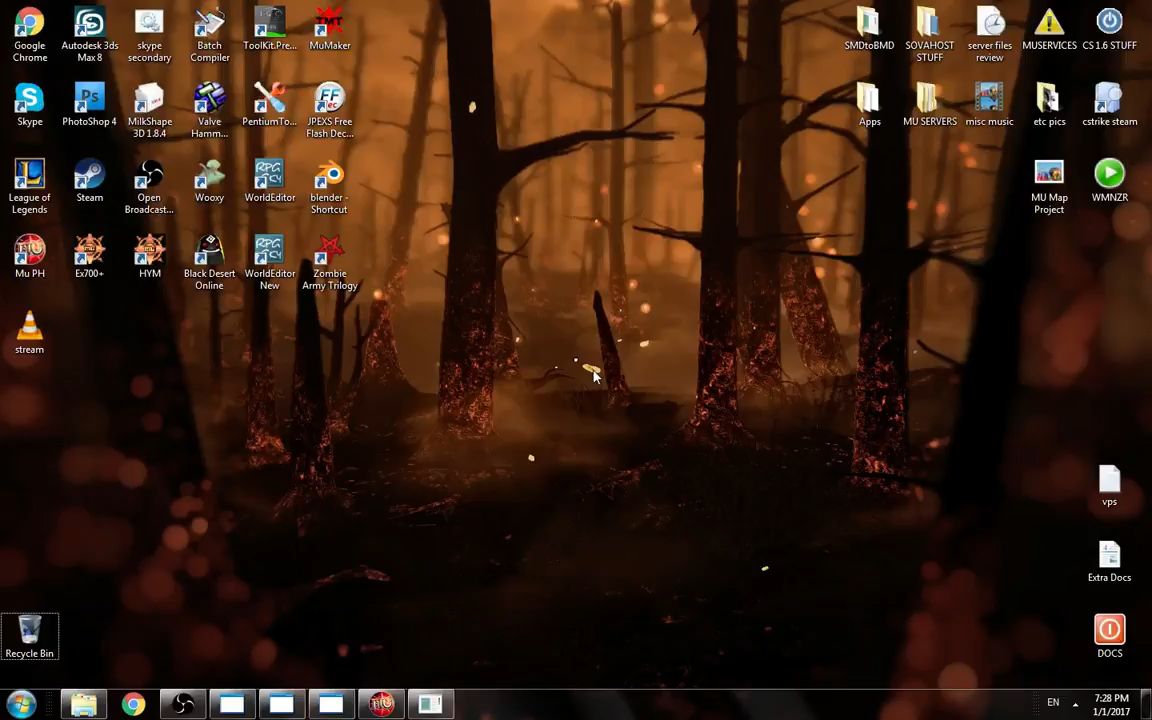 Google Chrome
Autodesk 3ds Max 8
skype secondary
Batch Compiler
ToolKit.Pre...
MuMaker
SMDtoBMD
SOVAHOST STUFF
server files review
MUSERVICES
CS 1.6 STUFF
Skype
PhotoShop 4
MilkShape 3D 1.8.4
Valve Hamm...
PentiumTo...
JPEXS Free Flash Dec...
Apps
MU SERVERS
misc music
etc pics
cstrike steam
League of Legends
Steam
Open Broadcast...
Wooxy
WorldEditor
blender - Shortcut
MU Map Project
WMNZR
Mu PH
Ex700+
HYM
Black Desert Online
WorldEditor New
Zombie Army Trilogy
stream
vps
Extra Docs
Recycle Bin
DOCS
EN
7:28 PM
1/1/2017